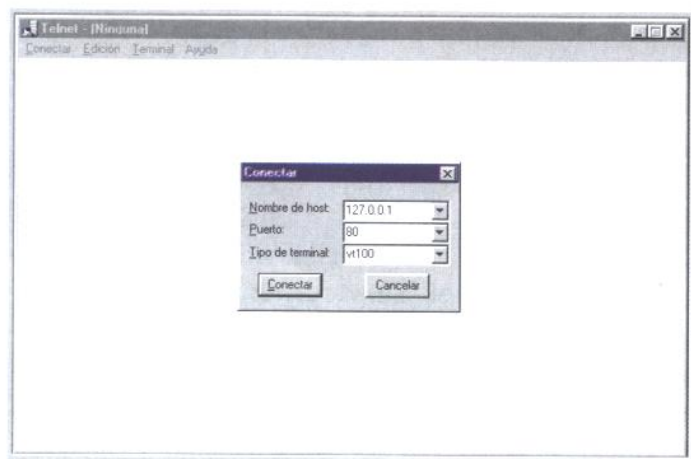 Telnet - [Ninguna]
Conectar Edición Terminal Ayuda
Conectar
Nombre de host: 127.0.0.1
Puerto: 80
Tipo de terminal: vt100
Conectar Cancelar